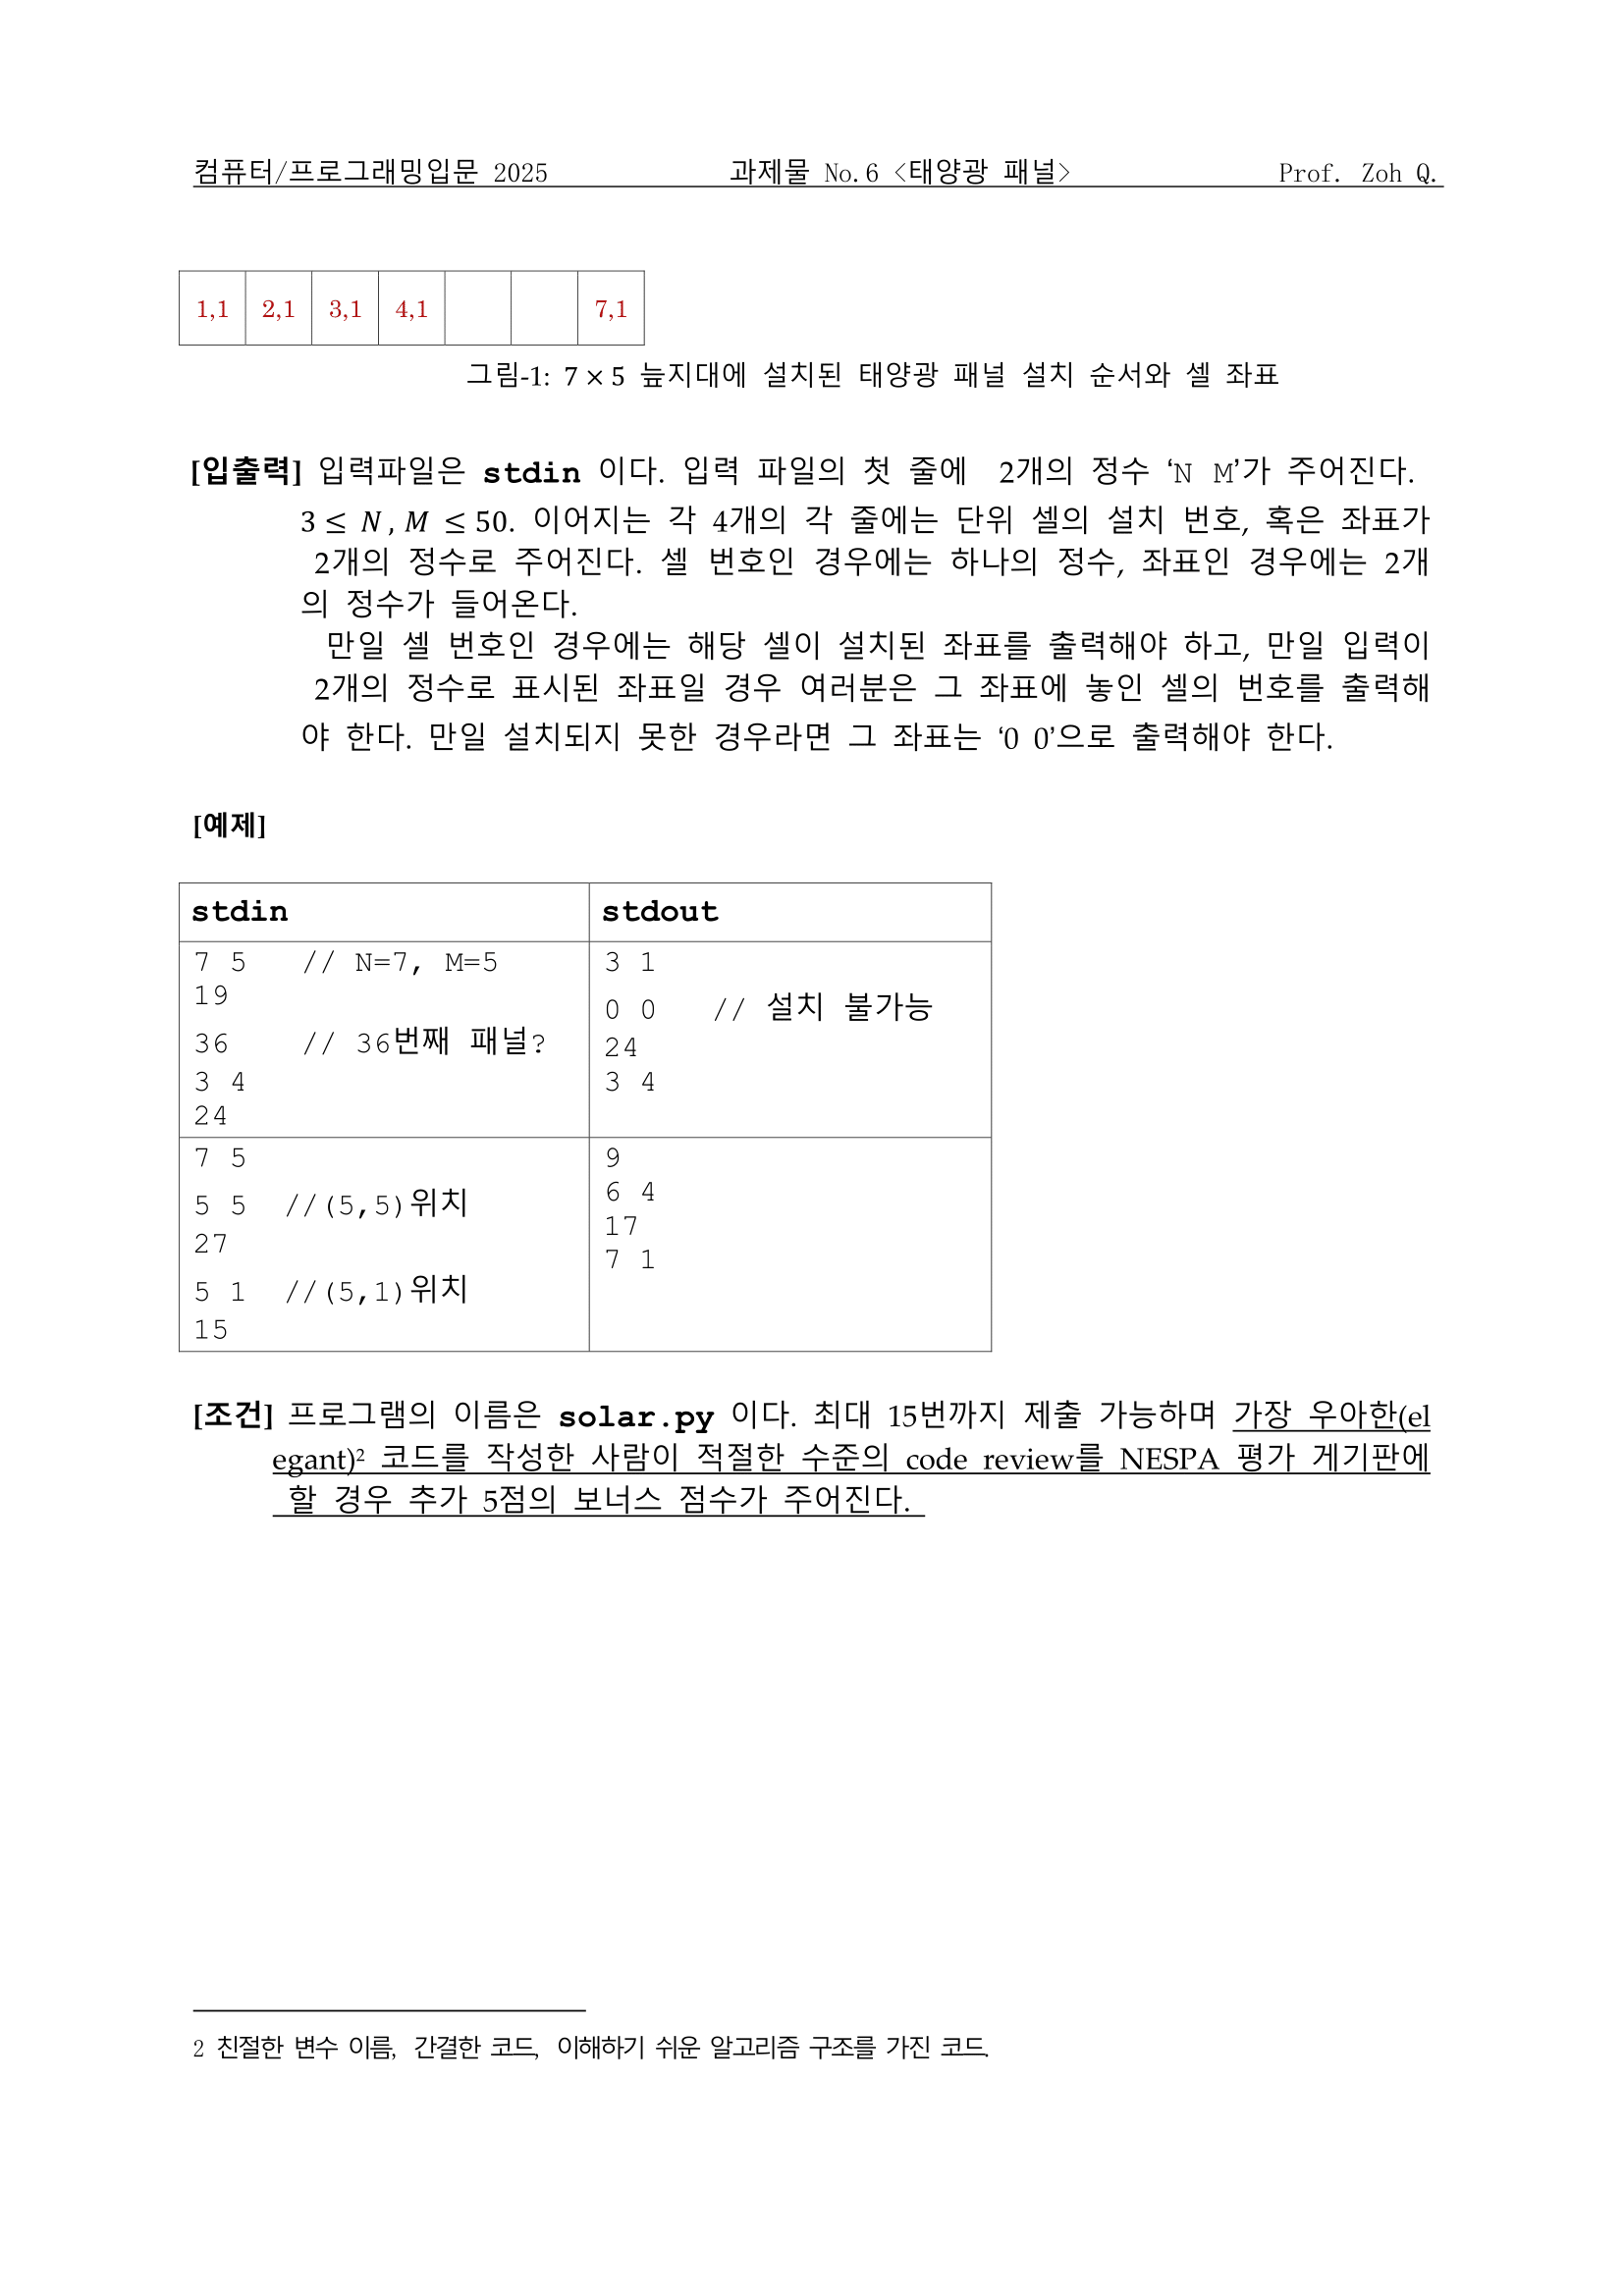 컴퓨터/프로그래밍입문 2025 과제물 No.6 <태양광 패널> Prof. Zoh Q.
1,1 2,1 3,1 4,1 7,1
그림-1: 7 × 5 늪지대에 설치된 태양광 패널 설치 순서와 셀 좌표
[입출력] 입력파일은 stdin 이다. 입력 파일의 첫 줄에 2개의 정수 ‘N M’가 주어진다.
3 ≤ N , M ≤ 50. 이어지는 각 4개의 각 줄에는 단위 셀의 설치 번호, 혹은 좌표가
2개의 정수로 주어진다. 셀 번호인 경우에는 하나의 정수, 좌표인 경우에는 2개
의 정수가 들어온다.
만일 셀 번호인 경우에는 해당 셀이 설치된 좌표를 출력해야 하고, 만일 입력이
2개의 정수로 표시된 좌표일 경우 여러분은 그 좌표에 놓인 셀의 번호를 출력해
야 한다. 만일 설치되지 못한 경우라면 그 좌표는 ‘0 0’으로 출력해야 한다.
[예제]
stdin stdout
7 5 // N=7, M=5
19
36 // 36번째 패널?
3 4
24
3 1
0 0 // 설치 불가능
24
3 4
7 5
5 5 //(5,5)위치
27
5 1 //(5,1)위치
15
9
6 4
17
7 1
[조건] 프로그램의 이름은 solar.py 이다. 최대 15번까지 제출 가능하며 가장 우아한(el
egant)2 코드를 작성한 사람이 적절한 수준의 code review를 NESPA 평가 게기판에
할 경우 추가 5점의 보너스 점수가 주어진다.
2 친절한 변수 이름, 간결한 코드, 이해하기 쉬운 알고리즘 구조를 가진 코드.